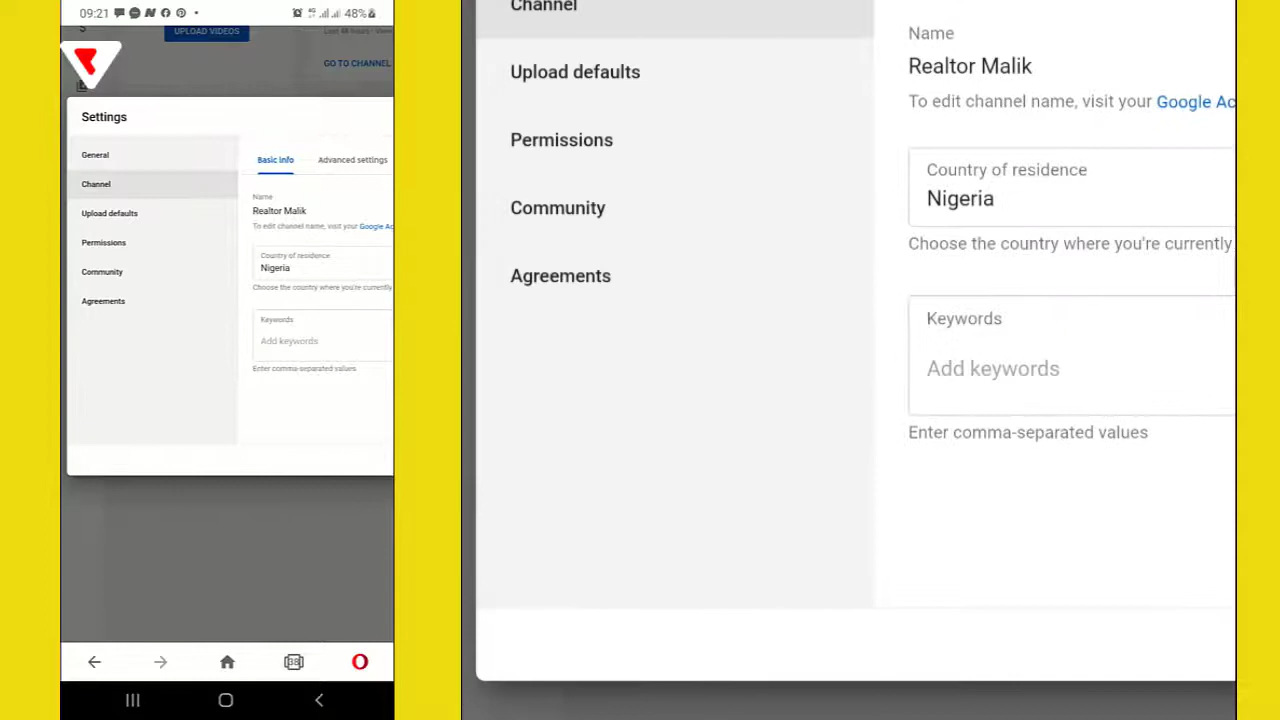 09:21
48%
S
UPLOAD VIDEOS
GO TO CHANNEL
Settings
General
Channel
Upload defaults
Permissions
Community
Agreements
Basic info
Advanced settings
Name
Realtor Malik
To edit channel name, visit your Google Ac
Country of residence
Nigeria
Choose the country where you're currently
Keywords
Add keywords
Enter comma-separated values
38
Channel
Upload defaults
Permissions
Community
Agreements
Name
Realtor Malik
To edit channel name, visit your Google Ac
Country of residence
Nigeria
Choose the country where you're currently
Keywords
Add keywords
Enter comma-separated values